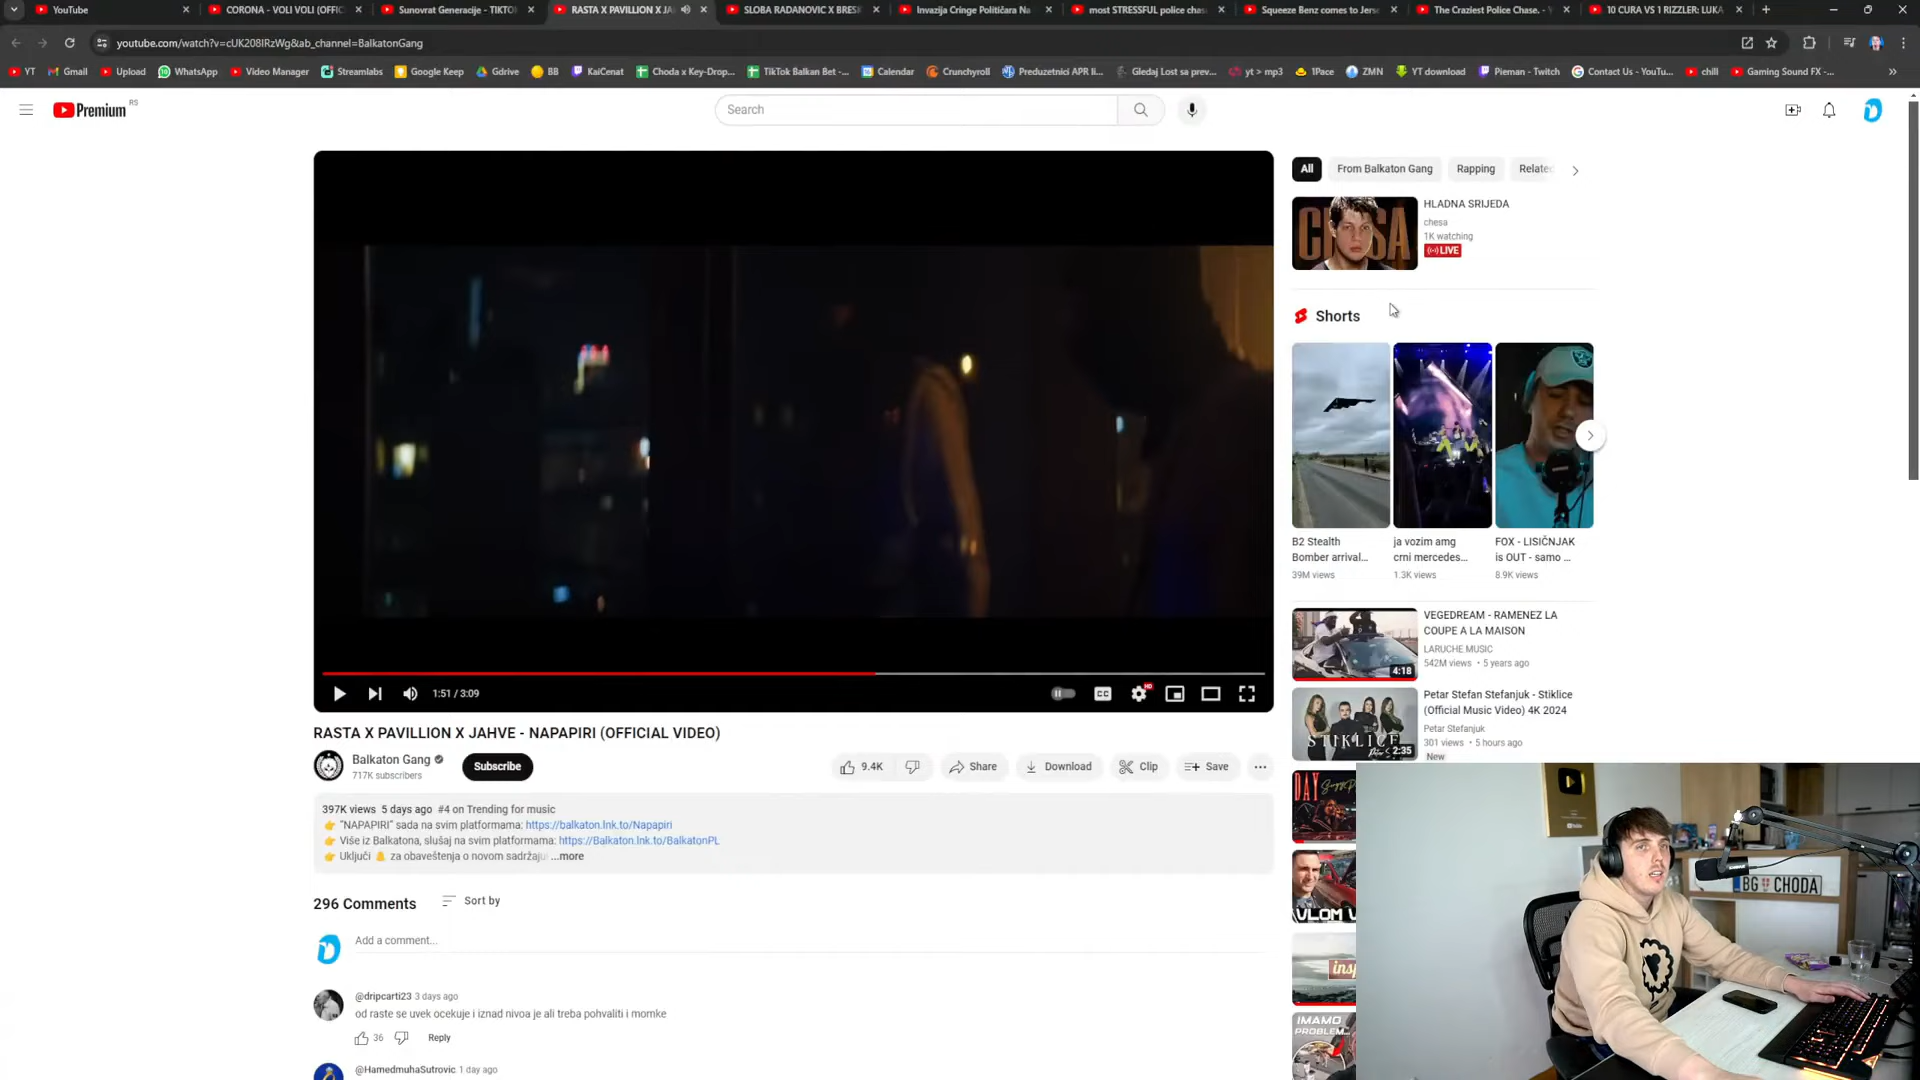 YouTube
CORONA - VOLI VOLI (OFFIC
Sunovrat Generacije - TIKTO
RASTA X PAVILLION X JA
SLOBA RADANOVIC X BRES
Invazija Cringe Političara Na
most STRESSFUL police chas
Squeeze Benz comes to Jers
The Craziest Police Chase. -
10 CURA VS 1 RIZZLER: LUKA
youtube.com/watch?v=cUK208IRzWg&ab_channel=BalkatonGang
YT
Gmail
Upload
WhatsApp
Video Manager
Streamlabs
Google Keep
Gdrive
BB
KaiCenat
Choda x Key-Drop...
TikTok Balkan Bet -...
Calendar
Crunchyroll
Preduzetnici APR li...
Gledaj Lost sa prev...
yt > mp3
1Pace
ZMN
YT download
Pieman - Twitch
Contact Us - YouTu...
chill
Gaming Sound FX -...
Premium
RS
Search
All
From Balkaton Gang
Rapping
Relate
CHESA
HLADNA SRIJEDA
chesa
1K watching
LIVE
Shorts
B2 Stealth
Bomber arrival...
39M views
ja vozim amg
crni mercedes...
1.3K views
FOX - LISIČNJAK
is OUT - samo ...
8.9K views
VEGEDREAM - RAMENEZ LA
COUPE A LA MAISON
LARUCHE MUSIC
542M views • 5 years ago
4:18
Petar Stefan Stefanjuk - Stiklice
(Official Music Video) 4K 2024
Petar Stefanjuk
301 views • 5 hours ago
New
STIKLICE
2:35
1:51 / 3:09
CC
HD
RASTA X PAVILLION X JAHVE - NAPAPIRI (OFFICIAL VIDEO)
Balkaton Gang
717K subscribers
Subscribe
9.4K
Share
Download
Clip
Save
397K views 5 days ago #4 on Trending for music
👉 "NAPAPIRI" sada na svim platformama: https://balkaton.lnk.to/Napapiri
👉 Više iz Balkatona, slušaj na svim platformama: https://Balkaton.lnk.to/BalkatonPL
👉 Uključi 🔔 za obaveštenja o novom sadržaju ...more
296 Comments
Sort by
Add a comment...
@dripcarti23 3 days ago
od raste se uvek ocekuje i iznad nivoa je ali treba pohvaliti i momke
36
Reply
@HamedmuhaSutrovic 1 day ago
DAY
VLOM V
insp
IMAMO
PROBLEM
BG CHODA